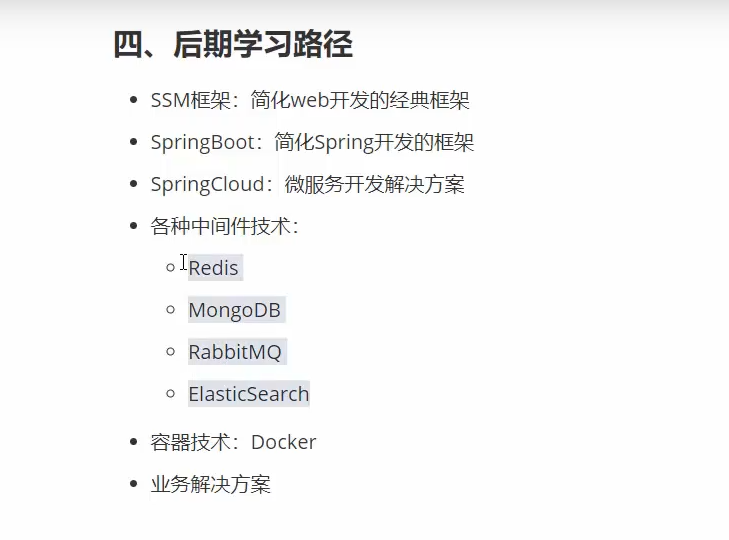 四、后期学习路径
SSM框架：简化web开发的经典框架
SpringBoot：简化Spring开发的框架
SpringCloud：微服务开发解决方案
各种中间件技术：
Redis
MongoDB
RabbitMQ
ElasticSearch
容器技术：Docker
业务解决方案